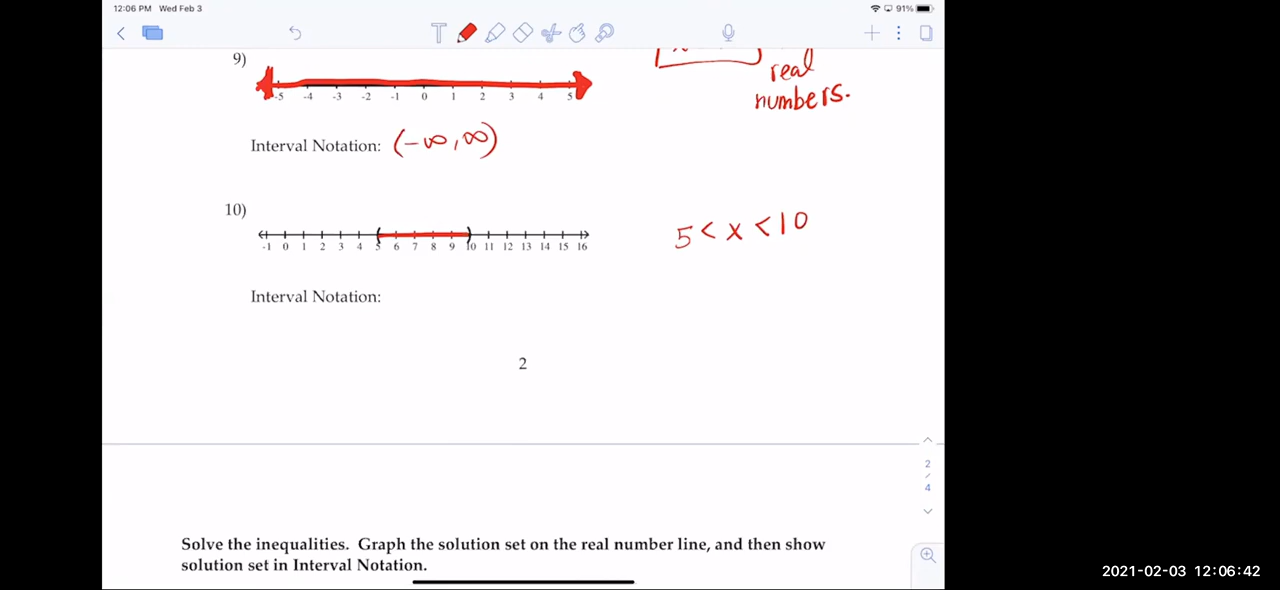 12:06 PM Wed Feb 3 91%
9)
-5 -4 -3 -2 -1 0 1 2 3 4 5
real
numbers.
Interval Notation: (-∞, ∞)
10)
-1 0 1 2 3 4 5 6 7 8 9 10 11 12 13 14 15 16
5 < x < 10
Interval Notation:
2
2
/
4
Solve the inequalities. Graph the solution set on the real number line, and then show
solution set in Interval Notation.
2021-02-03 12:06:42